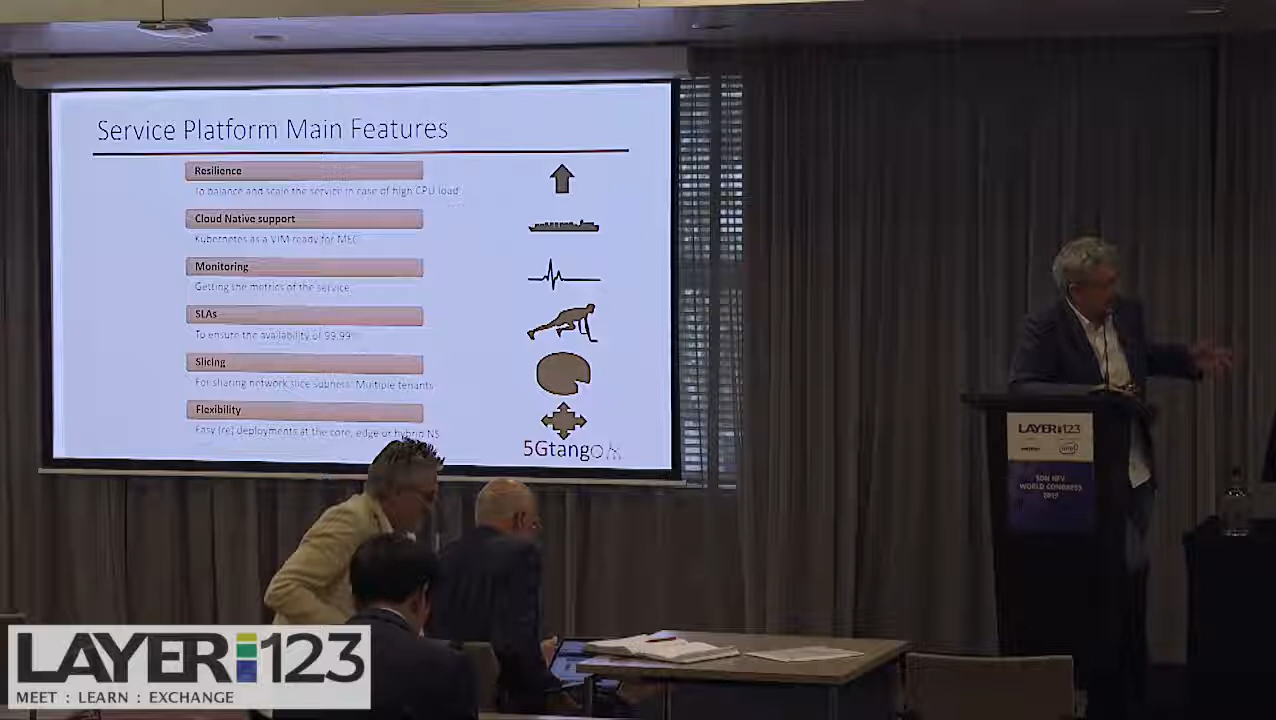 Service Platform Main Features
Resilience
To balance and scale the service in case of high CPU load
Cloud Native support
Kubernetes as a VIM ready for MEC
Monitoring
Getting the metrics of the service
SLAs
To ensure the availability of 99.99
Slicing
For sharing network slice subnets. Multiple tenants
Flexibility
Easy (re) deployments at the core, edge or hybrid NS
5Gtango
LAYER123
intel
SDN NFV
WORLD CONGRESS
2019
LAYER123
MEET : LEARN : EXCHANGE